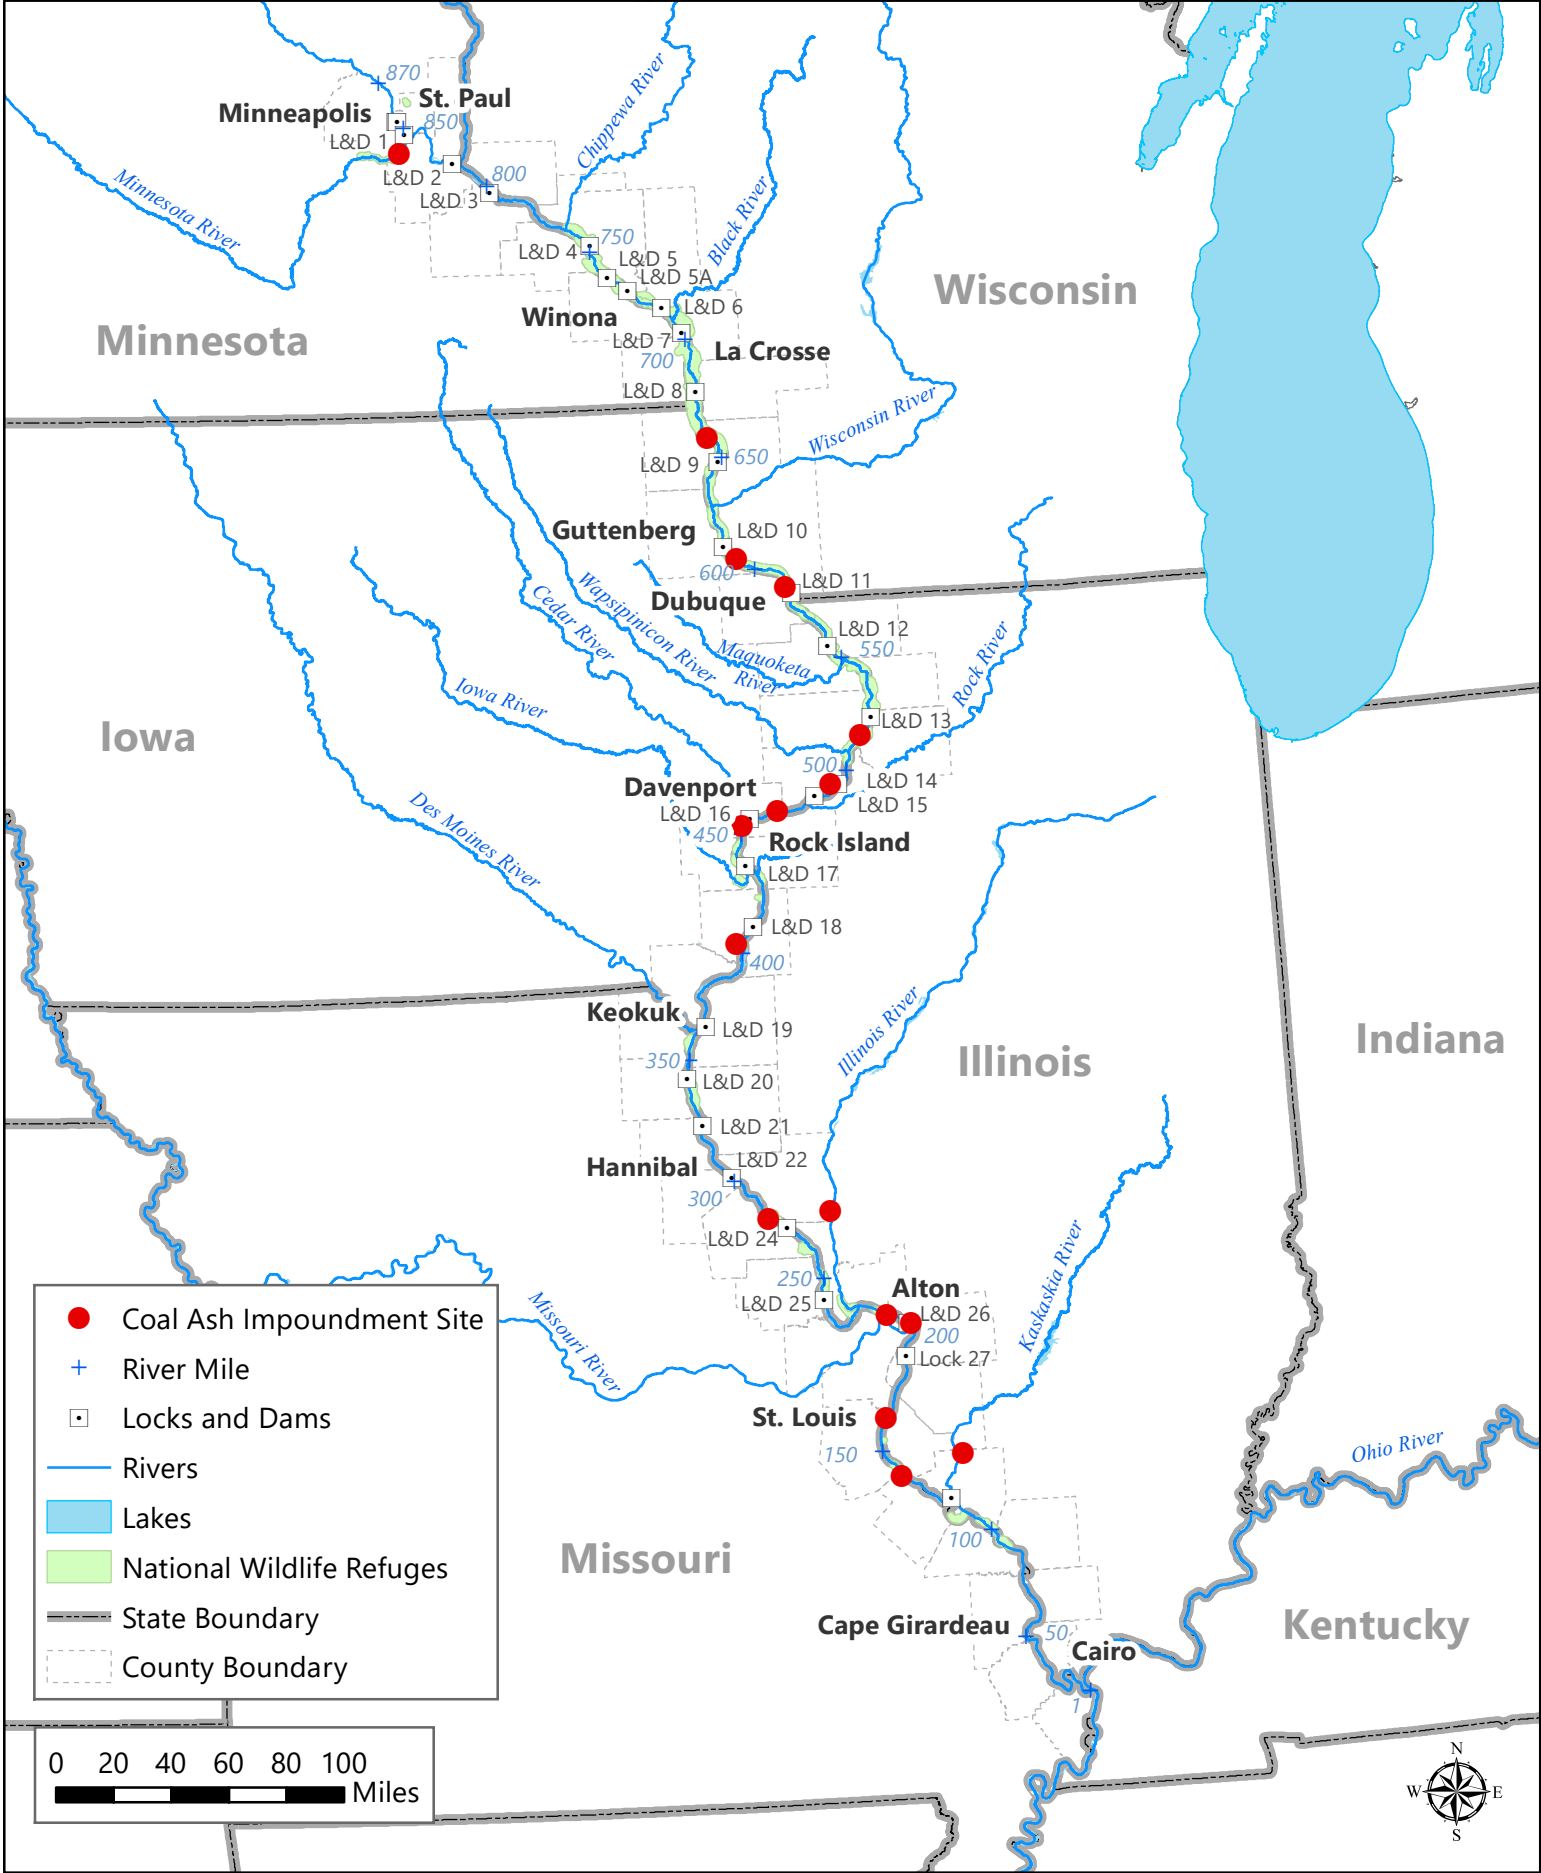 870
St. Paul
Minneapolis
850
L&D 1
L&D 2
800
L&D 3
Chippewa River
Minnesota River
Black River
750
L&D 4
L&D 5
L&D 5A
Wisconsin
L&D 6
Winona
Minnesota
L&D 7
700
La Crosse
L&D 8
Wisconsin River
650
L&D 9
Guttenberg
L&D 10
600
L&D 11
Dubuque
Wapsipinicon River
Cedar River
L&D 12
550
Maquoketa
River
Rock River
Iowa River
L&D 13
Iowa
500
L&D 14
Davenport
L&D 15
L&D 16
450
Rock Island
Des Moines River
L&D 17
L&D 18
400
Keokuk
L&D 19
Illinois River
Indiana
350
Illinois
L&D 20
L&D 21
L&D 22
Hannibal
300
L&D 24
Kaskaskia River
250
Alton
L&D 25
L&D 26
200
Lock 27
Missouri River
St. Louis
150
Ohio River
100
Missouri
Cape Girardeau
50
Cairo
Kentucky
1
Coal Ash Impoundment Site
River Mile
Locks and Dams
Rivers
Lakes
National Wildlife Refuges
State Boundary
County Boundary
0 20 40 60 80 100
Miles
N
W E
S